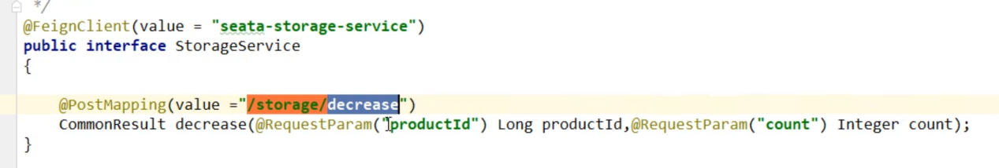 */
@FeignClient(value = "seata-storage-service")
public interface StorageService
{
@PostMapping(value ="/storage/decrease")
CommonResult decrease(@RequestParam("productId") Long productId,@RequestParam("count") Integer count);
}